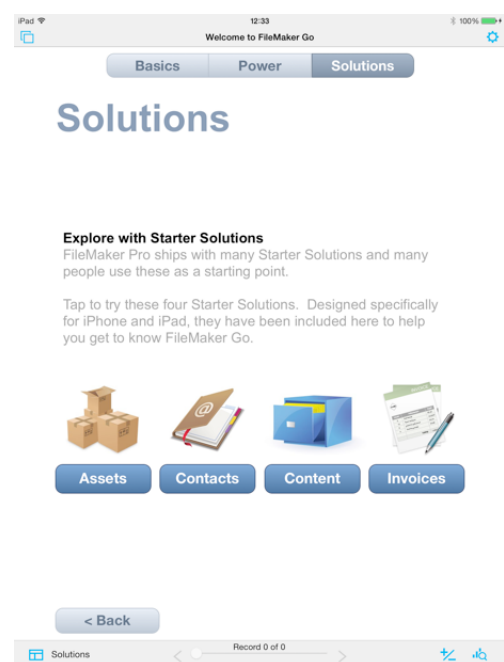 iPad 12:33 100%
Welcome to FileMaker Go
Basics Power Solutions
Solutions
Explore with Starter Solutions
FileMaker Pro ships with many Starter Solutions and many
people use these as a starting point.
Tap to try these four Starter Solutions. Designed specifically
for iPhone and iPad, they have been included here to help
you get to know FileMaker Go.
@
Assets Contacts Content Invoices
< Back
Solutions Record 0 of 0